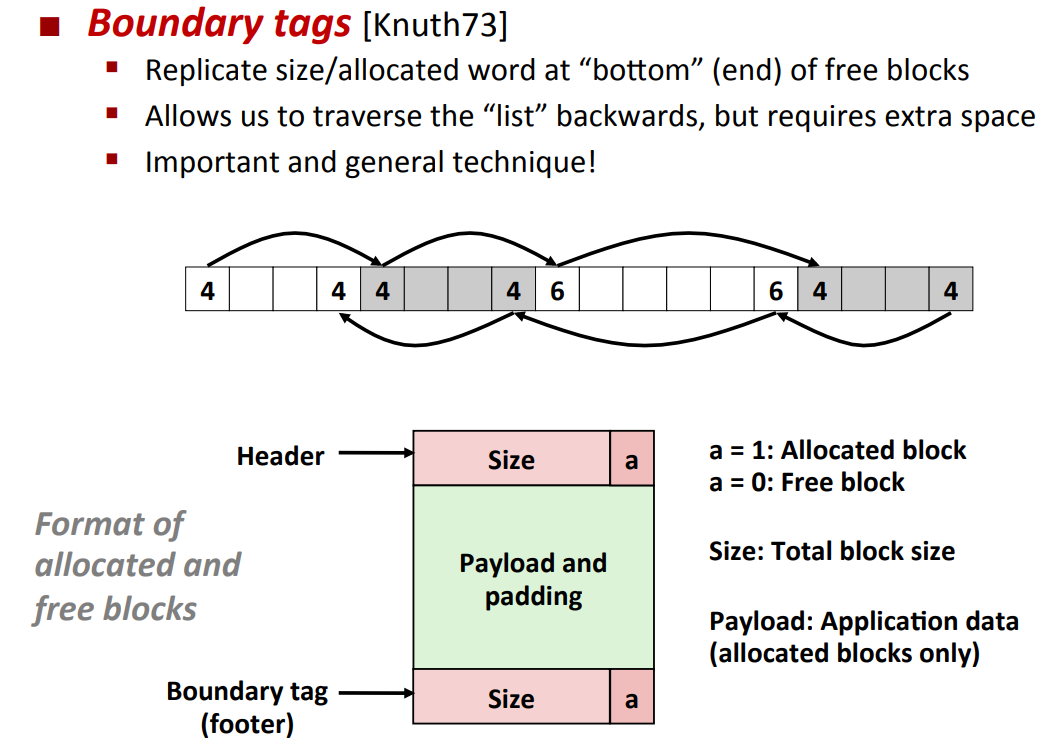 Boundary tags [Knuth73]
Replicate size/allocated word at “bottom” (end) of free blocks
Allows us to traverse the “list” backwards, but requires extra space
Important and general technique!
4 4 4 4 6 6 4 4
Header
Size a
a = 1: Allocated block
a = 0: Free block
Format of
allocated and
free blocks
Payload and
padding
Size: Total block size
Payload: Application data
(allocated blocks only)
Boundary tag
(footer)
Size a